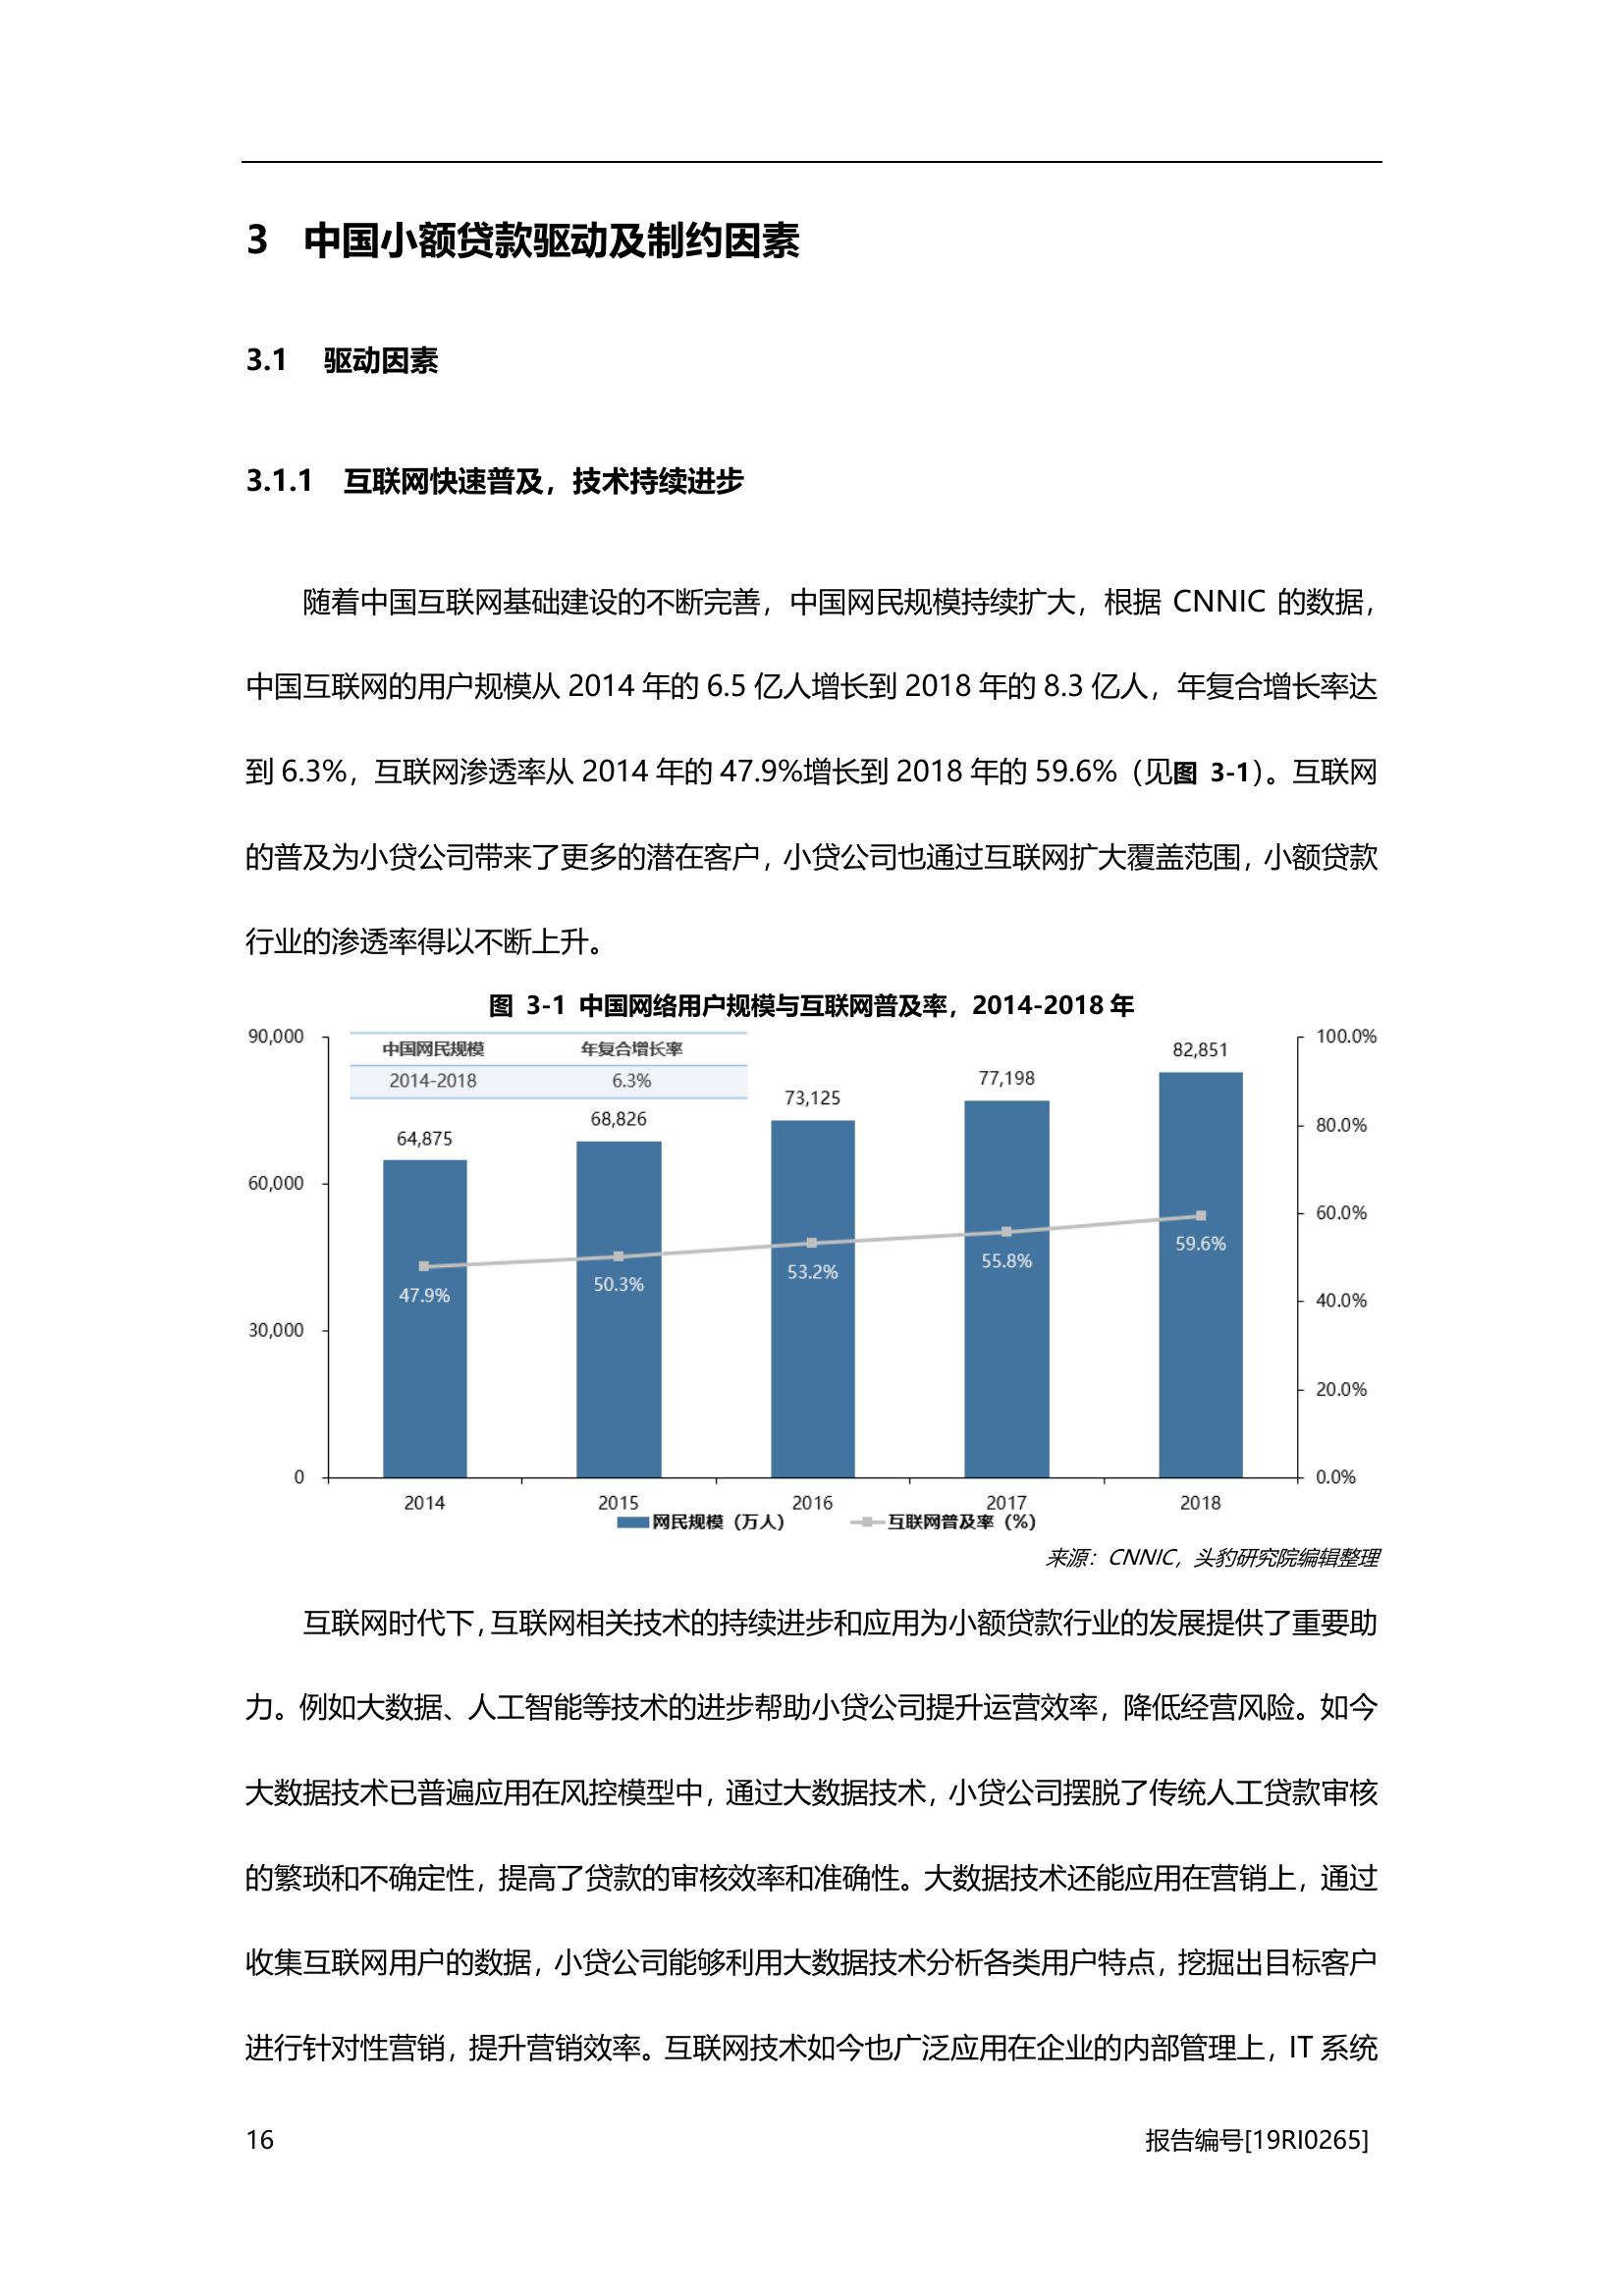 3 中国小额贷款驱动及制约因素
3.1 驱动因素
3.1.1 互联网快速普及，技术持续进步
随着中国互联网基础建设的不断完善，中国网民规模持续扩大，根据 CNNIC 的数据，
中国互联网的用户规模从 2014 年的 6.5 亿人增长到 2018 年的 8.3 亿人，年复合增长率达
到 6.3%，互联网渗透率从 2014 年的 47.9%增长到 2018 年的 59.6%（见图 3-1）。互联网
的普及为小贷公司带来了更多的潜在客户，小贷公司也通过互联网扩大覆盖范围，小额贷款
行业的渗透率得以不断上升。
图 3-1 中国网络用户规模与互联网普及率，2014-2018 年
90,000
60,000
30,000
0
中国网民规模 年复合增长率
2014-2018 6.3%
64,875
68,826
73,125
77,198
82,851
47.9%
50.3%
53.2%
55.8%
59.6%
100.0%
80.0%
60.0%
40.0%
20.0%
0.0%
2014 2015 2016 2017 2018
网民规模（万人） 互联网普及率（%）
来源：CNNIC，头豹研究院编辑整理
互联网时代下，互联网相关技术的持续进步和应用为小额贷款行业的发展提供了重要助
力。例如大数据、人工智能等技术的进步帮助小贷公司提升运营效率，降低经营风险。如今
大数据技术已普遍应用在风控模型中，通过大数据技术，小贷公司摆脱了传统人工贷款审核
的繁琐和不确定性，提高了贷款的审核效率和准确性。大数据技术还能应用在营销上，通过
收集互联网用户的数据，小贷公司能够利用大数据技术分析各类用户特点，挖掘出目标客户
进行针对性营销，提升营销效率。互联网技术如今也广泛应用在企业的内部管理上，IT 系统
16
报告编号[19RI0265]